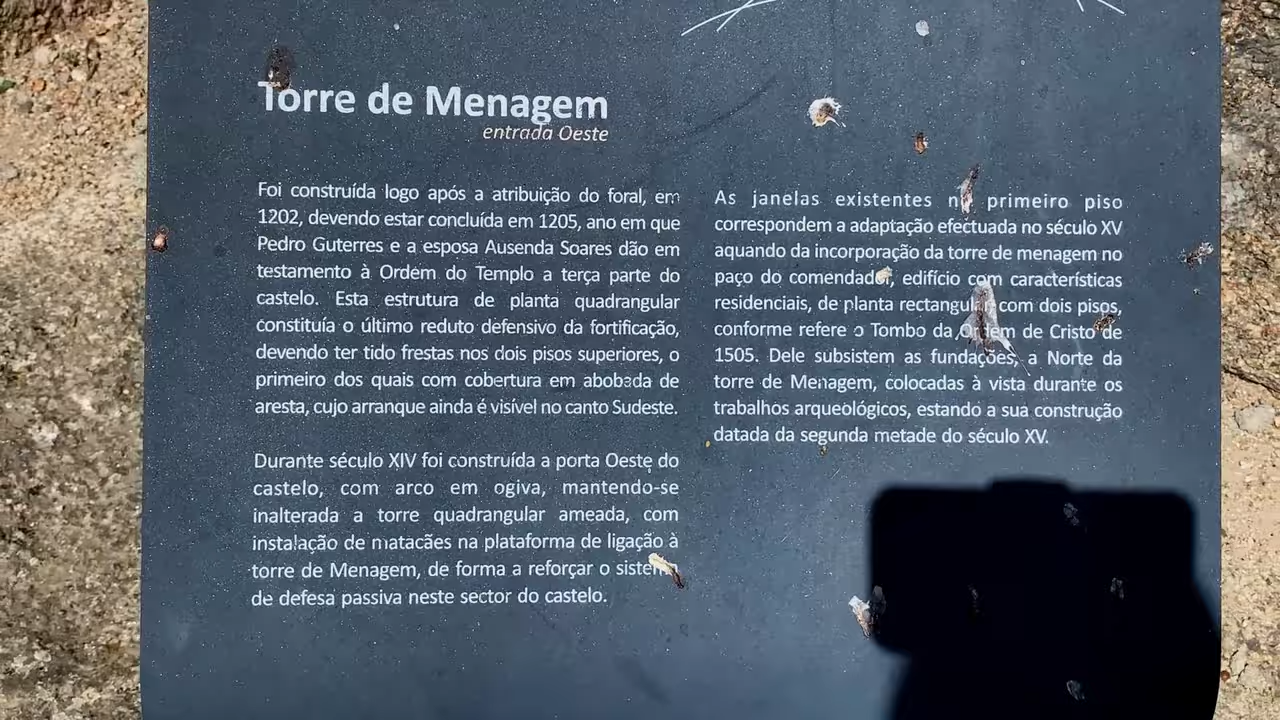 Torre de Menagem
entrada Oeste
Foi construída logo após a atribuição do foral, em
1202, devendo estar concluída em 1205, ano em que
Pedro Guterres e a esposa Ausenda Soares dão em
testamento à Ordem do Templo a terça parte do
castelo. Esta estrutura de planta quadrangular
constituía o último reduto defensivo da fortificação,
devendo ter tido frestas nos dois pisos superiores, o
primeiro dos quais com cobertura em abobada de
aresta, cujo arranque ainda é visível no canto Sudeste.
Durante século XIV foi construída a porta Oeste do
castelo, com arco em ogiva, mantendo-se
inalterada a torre quadrangular ameada, com
instalação de matacães na plataforma de ligação à
torre de Menagem, de forma a reforçar o sistema
de defesa passiva neste sector do castelo.
As janelas existentes no primeiro piso
correspondem a adaptação efectuada no século XV
aquando da incorporação da torre de menagem no
paço do comendador, edifício com características
residenciais, de planta rectangular, com dois pisos,
conforme refere o Tombo da Ordem de Cristo de
1505. Dele subsistem as fundações, a Norte da
torre de Menagem, colocadas à vista durante os
trabalhos arqueológicos, estando a sua construção
datada da segunda metade do século XV.